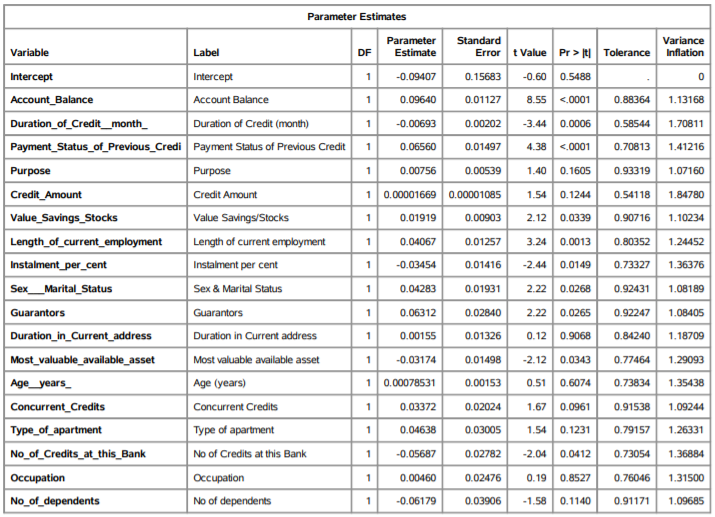 Parameter Estimates
Variable Label DF Parameter Estimate Standard Error t Value Pr > |t| Tolerance Variance Inflation
Intercept Intercept 1 -0.09407 0.15683 -0.60 0.5488 . 0
Account_Balance Account Balance 1 0.09640 0.01127 8.55 <.0001 0.88364 1.13168
Duration_of_Credit__month_ Duration of Credit (month) 1 -0.00693 0.00202 -3.44 0.0006 0.58544 1.70811
Payment_Status_of_Previous_Credi Payment Status of Previous Credit 1 0.06560 0.01497 4.38 <.0001 0.70813 1.41216
Purpose Purpose 1 0.00756 0.00539 1.40 0.1605 0.93319 1.07160
Credit_Amount Credit Amount 1 0.00001669 0.00001085 1.54 0.1244 0.54118 1.84780
Value_Savings_Stocks Value Savings/Stocks 1 0.01919 0.00903 2.12 0.0339 0.90716 1.10234
Length_of_current_employment Length of current employment 1 0.04067 0.01257 3.24 0.0013 0.80352 1.24452
Instalment_per_cent Instalment per cent 1 -0.03454 0.01416 -2.44 0.0149 0.73327 1.36376
Sex___Marital_Status Sex & Marital Status 1 0.04283 0.01931 2.22 0.0268 0.92431 1.08189
Guarantors Guarantors 1 0.06312 0.02840 2.22 0.0265 0.92247 1.08405
Duration_in_Current_address Duration in Current address 1 0.00155 0.01326 0.12 0.9068 0.84240 1.18709
Most_valuable_available_asset Most valuable available asset 1 -0.03174 0.01498 -2.12 0.0343 0.77464 1.29093
Age__years_ Age (years) 1 0.00078531 0.00153 0.51 0.6074 0.73834 1.35438
Concurrent_Credits Concurrent Credits 1 0.03372 0.02024 1.67 0.0961 0.91538 1.09244
Type_of_apartment Type of apartment 1 0.04638 0.03005 1.54 0.1231 0.79157 1.26331
No_of_Credits_at_this_Bank No of Credits at this Bank 1 -0.05687 0.02782 -2.04 0.0412 0.73054 1.36884
Occupation Occupation 1 0.00460 0.02476 0.19 0.8527 0.76046 1.31500
No_of_dependents No of dependents 1 -0.06179 0.03906 -1.58 0.1140 0.91171 1.09685